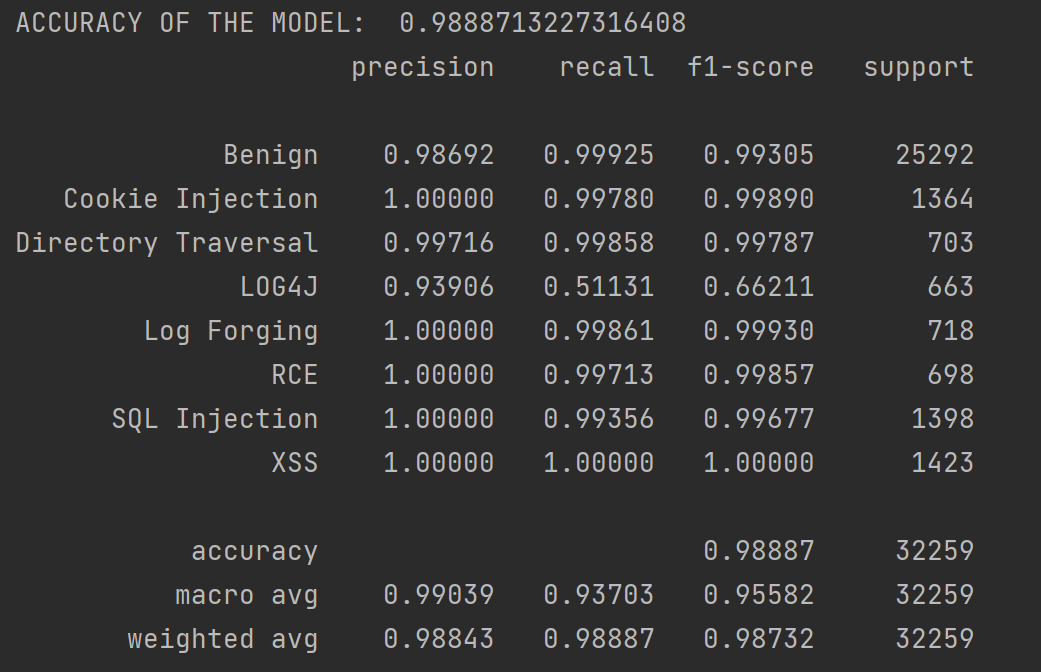 ACCURACY OF THE MODEL:  0.9888713227316408
precision recall f1-score support
Benign 0.98692 0.99925 0.99305 25292
Cookie Injection 1.00000 0.99780 0.99890 1364
Directory Traversal 0.99716 0.99858 0.99787 703
LOG4J 0.93906 0.51131 0.66211 663
Log Forging 1.00000 0.99861 0.99930 718
RCE 1.00000 0.99713 0.99857 698
SQL Injection 1.00000 0.99356 0.99677 1398
XSS 1.00000 1.00000 1.00000 1423
accuracy 0.98887 32259
macro avg 0.99039 0.93703 0.95582 32259
weighted avg 0.98843 0.98887 0.98732 32259